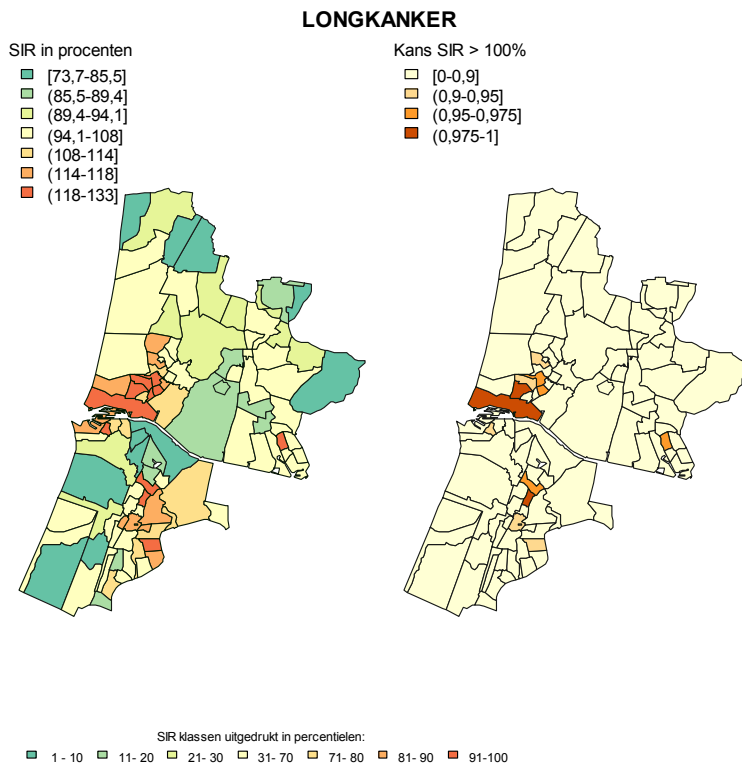 LONGKANKER
SIR in procenten
[73,7-85,5]
(85,5-89,4]
(89,4-94,1]
(94,1-108]
(108-114]
(114-118]
(118-133]
Kans SIR > 100%
[0-0,9]
(0,9-0,95]
(0,95-0,975]
(0,975-1]
SIR klassen uitgedrukt in percentielen:
1 - 10 11- 20 21- 30 31- 70 71- 80 81- 90 91-100